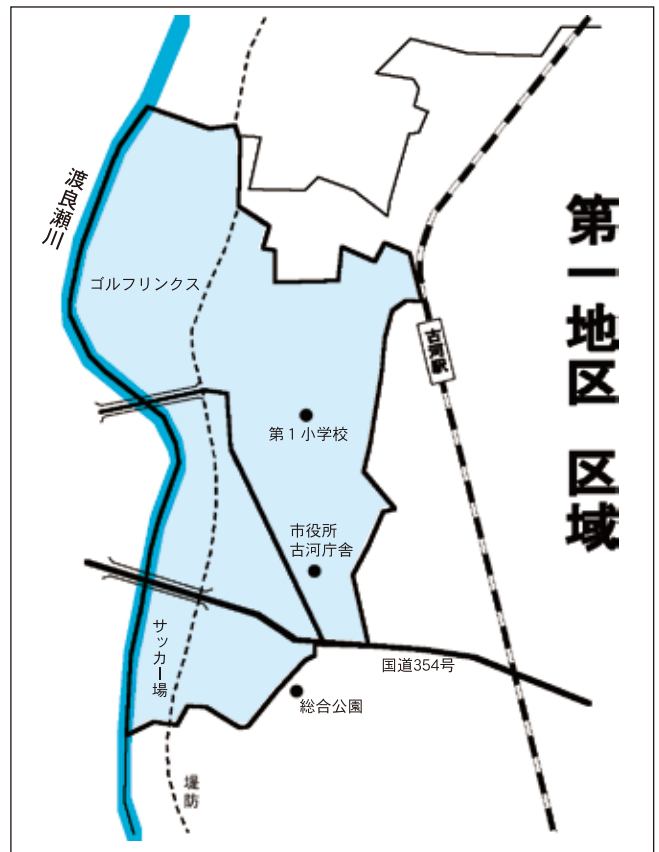 第一地区 区域
渡良瀬川
ゴルフリンクス
古河駅
第1小学校
市役所
古河庁舎
サッカー場
国道354号
総合公園
堤防